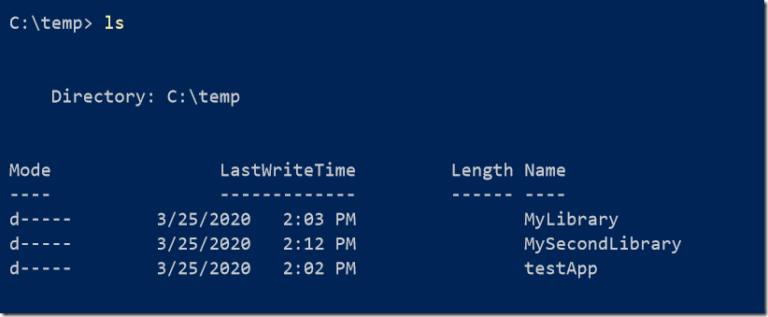 C:\temp> ls
Directory: C:\temp
Mode LastWriteTime Length Name
---- ------------- ------ ----
d----- 3/25/2020 2:03 PM MyLibrary
d----- 3/25/2020 2:12 PM MySecondLibrary
d----- 3/25/2020 2:02 PM testApp